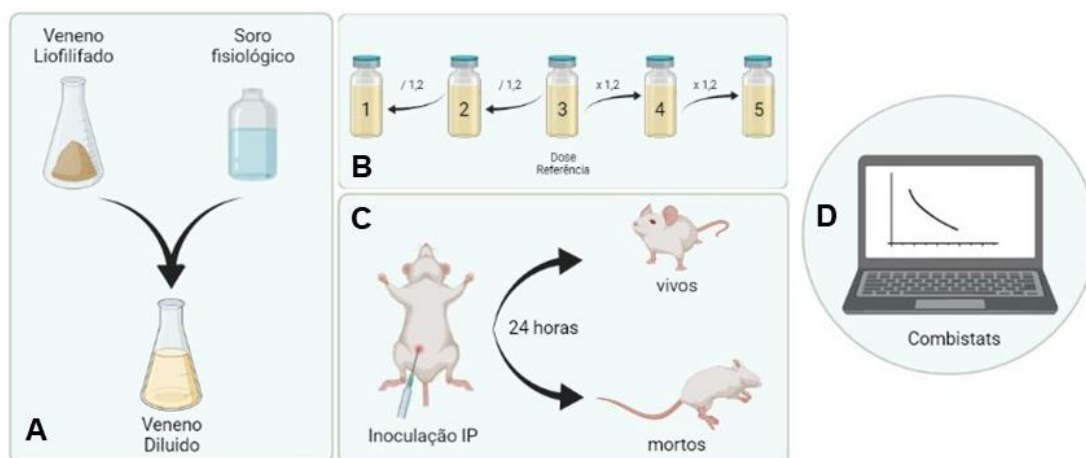 Veneno
Liofilifado
Soro
fisiológico
Veneno
Diluido
A
/ 1,2
/ 1,2
x 1,2
x 1,2
1
2
3
4
5
Dose
Referência
B
C
Inoculação IP
24 horas
vivos
mortos
D
Combistats